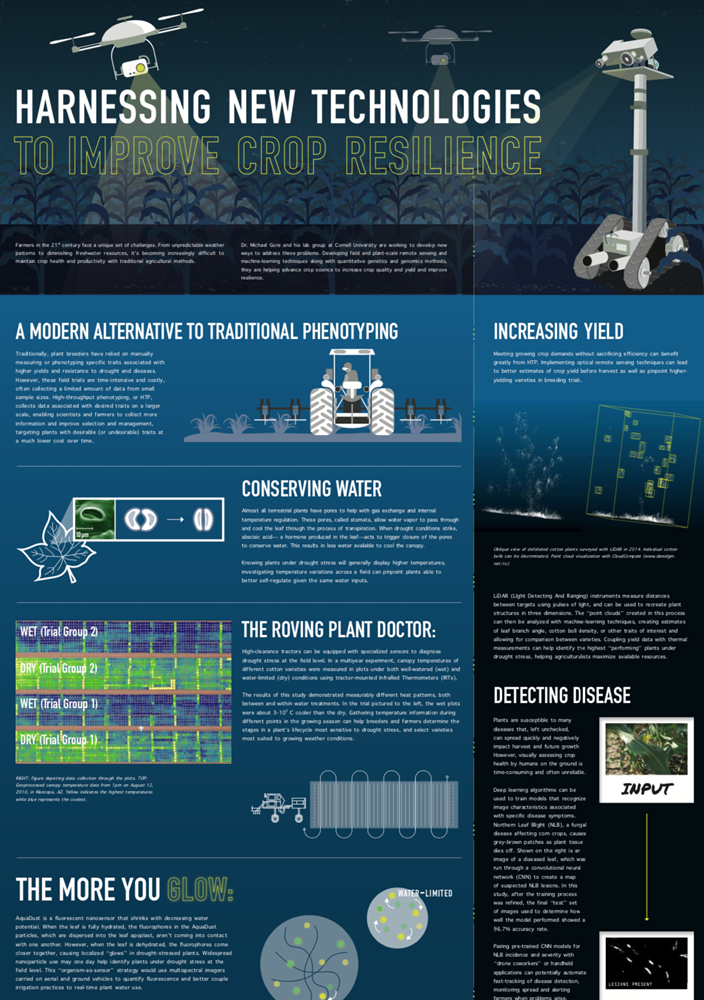 HARNESSING NEW TECHNOLOGIES
TO IMPROVE CROP RESILIENCE
Farmers in the 21st century face a unique set of challenges. From unpredictable weather
patterns to diminishing freshwater resources, it's becoming increasingly difficult to
maintain crop health and productivity with traditional agricultural methods.
Dr. Michael Gore and his lab group at Cornell University are working to develop new
ways to address these problems. Developing field and plant-scale remote sensing and
machine-learning techniques along with quantitative genetics and genomics methods,
they are helping advance crop science to increase crop quality and yield and improve
resilience.
A MODERN ALTERNATIVE TO TRADITIONAL PHENOTYPING
Traditionally, plant breeders have relied on manually
measuring or phenotyping specific traits associated with
higher yields and resistance to drought and diseases.
However, these field trials are time-intensive and costly,
often collecting a limited amount of data from small
sample sizes. High-throughput phenotyping, or HTP,
collects data associated with desired traits on a larger
scale, enabling scientists and farmers to collect more
information and improve selection and management,
targeting plants with desirable (or undesirable) traits at
a much lower cost over time.
CONSERVING WATER
Almost all terrestrial plants have pores to help with gas exchange and internal
temperature regulation. These pores, called stomata, allow water vapor to pass through
and cool the leaf through the process of transpiration. When drought conditions strike,
abscisic acid— a hormone produced in the leaf—acts to trigger closure of the pores
to conserve water. This results in less water available to cool the canopy.
Knowing plants under drought stress will generally display higher temperatures,
investigating temperature variations across a field can pinpoint plants able to
better self-regulate given the same water inputs.
10 µm
WET (Trial Group 2)
DRY (Trial Group 2)
WET (Trial Group 1)
DRY (Trial Group 1)
RIGHT: Figure depicting data collection through the plots. TOP:
Geoprocessed canopy temperature data from 1pm on August 12,
2010, in Maricopa, AZ. Yellow indicates the highest temperatures
while blue represents the coolest.
THE ROVING PLANT DOCTOR:
High-clearance tractors can be equipped with specialized sensors to diagnose
drought stress at the field level. In a multiyear experiment, canopy temperatures of
different cotton varieties were measured in plots under both well-watered (wet) and
water-limited (dry) conditions using tractor-mounted Infrared Thermometers (IRTs).
The results of this study demonstrated measurably different heat patterns, both
between and within water treatments. In the trial pictured to the left, the wet plots
were about 3-10° C cooler than the dry. Gathering temperature information during
different points in the growing season can help breeders and farmers determine the
stages in a plant's lifecycle most sensitive to drought stress, and select varieties
most suited to growing weather conditions.
THE MORE YOU GLOW:
AquaDust is a fluorescent nanosensor that shrinks with decreasing water
potential. When the leaf is fully hydrated, the fluorophores in the AquaDust
particles, which are dispersed into the leaf apoplast, aren't coming into contact
with one another. However, when the leaf is dehydrated, the fluorophores come
closer together, causing localized "glows" in drought-stressed plants. Widespread
nanoparticle use may one day help identify plants under drought stress at the
field level. This "organism-as-sensor" strategy would use multispectral imagers
carried on aerial and ground vehicles to quantify fluorescence and better couple
irrigation practices to real-time plant water use.
WATER-LIMITED
INCREASING YIELD
Meeting growing crop demands without sacrificing efficiency can benefit
greatly from HTP. Implementing optical remote sensing techniques can lead
to better estimates of crop yield before harvest as well as pinpoint higher-
yielding varieties in breeding trials.
Oblique view of defoliated cotton plants surveyed with LiDAR in 2014. Individual cotton
bolls can be discriminated. Point cloud visualization with CloudCompare (www.danielgm.
net/cc)
LiDAR (Light Detecting And Ranging) instruments measure distances
between targets using pulses of light, and can be used to recreate plant
structures in three dimensions. The "point clouds" created in this process
can then be analyzed with machine-learning techniques, creating estimates
of leaf branch angle, cotton boll density, or other traits of interest and
allowing for comparison between varieties. Coupling yield data with thermal
measurements can help identify the highest "performing" plants under
drought stress, helping agriculturalists maximize available resources.
DETECTING DISEASE
Plants are susceptible to many
diseases that, left unchecked,
can spread quickly and negatively
impact harvest and future growth
However, visually assessing crop
health by humans on the ground is
time-consuming and often unreliable.
Deep learning algorithms can be
used to train models that recognize
image characteristics associated
with specific disease symptoms.
Northern Leaf Blight (NLB), a fungal
disease affecting corn crops, causes
grey-brown patches as plant tissue
dies off. Shown on the right is an
image of a diseased leaf, which was
run through a convolutional neural
network (CNN) to create a map
of suspected NLB lesions. In this
study, after the training process
was refined, the final "test" set
of images used to determine how
well the model performed showed a
96.7% accuracy rate.
Pairing pre-trained CNN models for
NLB incidence and severity with
"drone coworkers" or handheld
applications can potentially automate
fast-tracking of disease detection,
monitoring spread and alerting
farmers when problems arise.
INPUT
LESIONS PRESENT